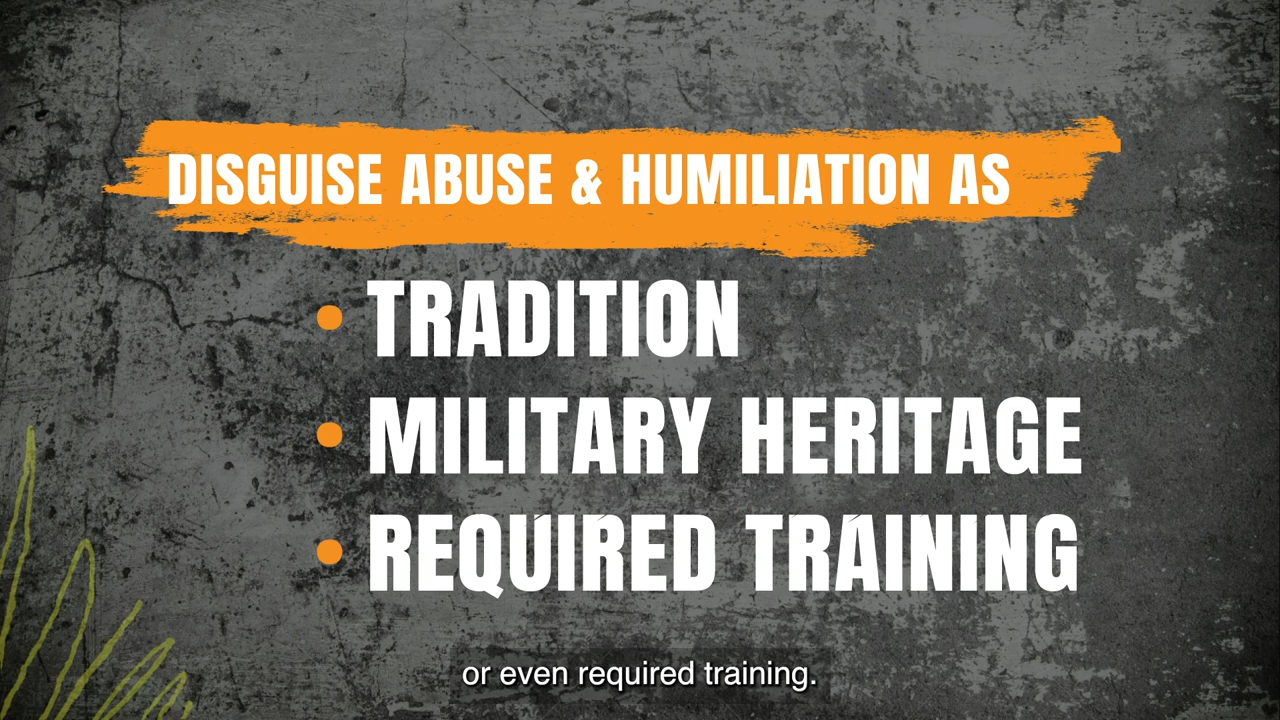 DISGUISE ABUSE & HUMILIATION AS
• TRADITION
• MILITARY HERITAGE
• REQUIRED TRAINING
or even required training.